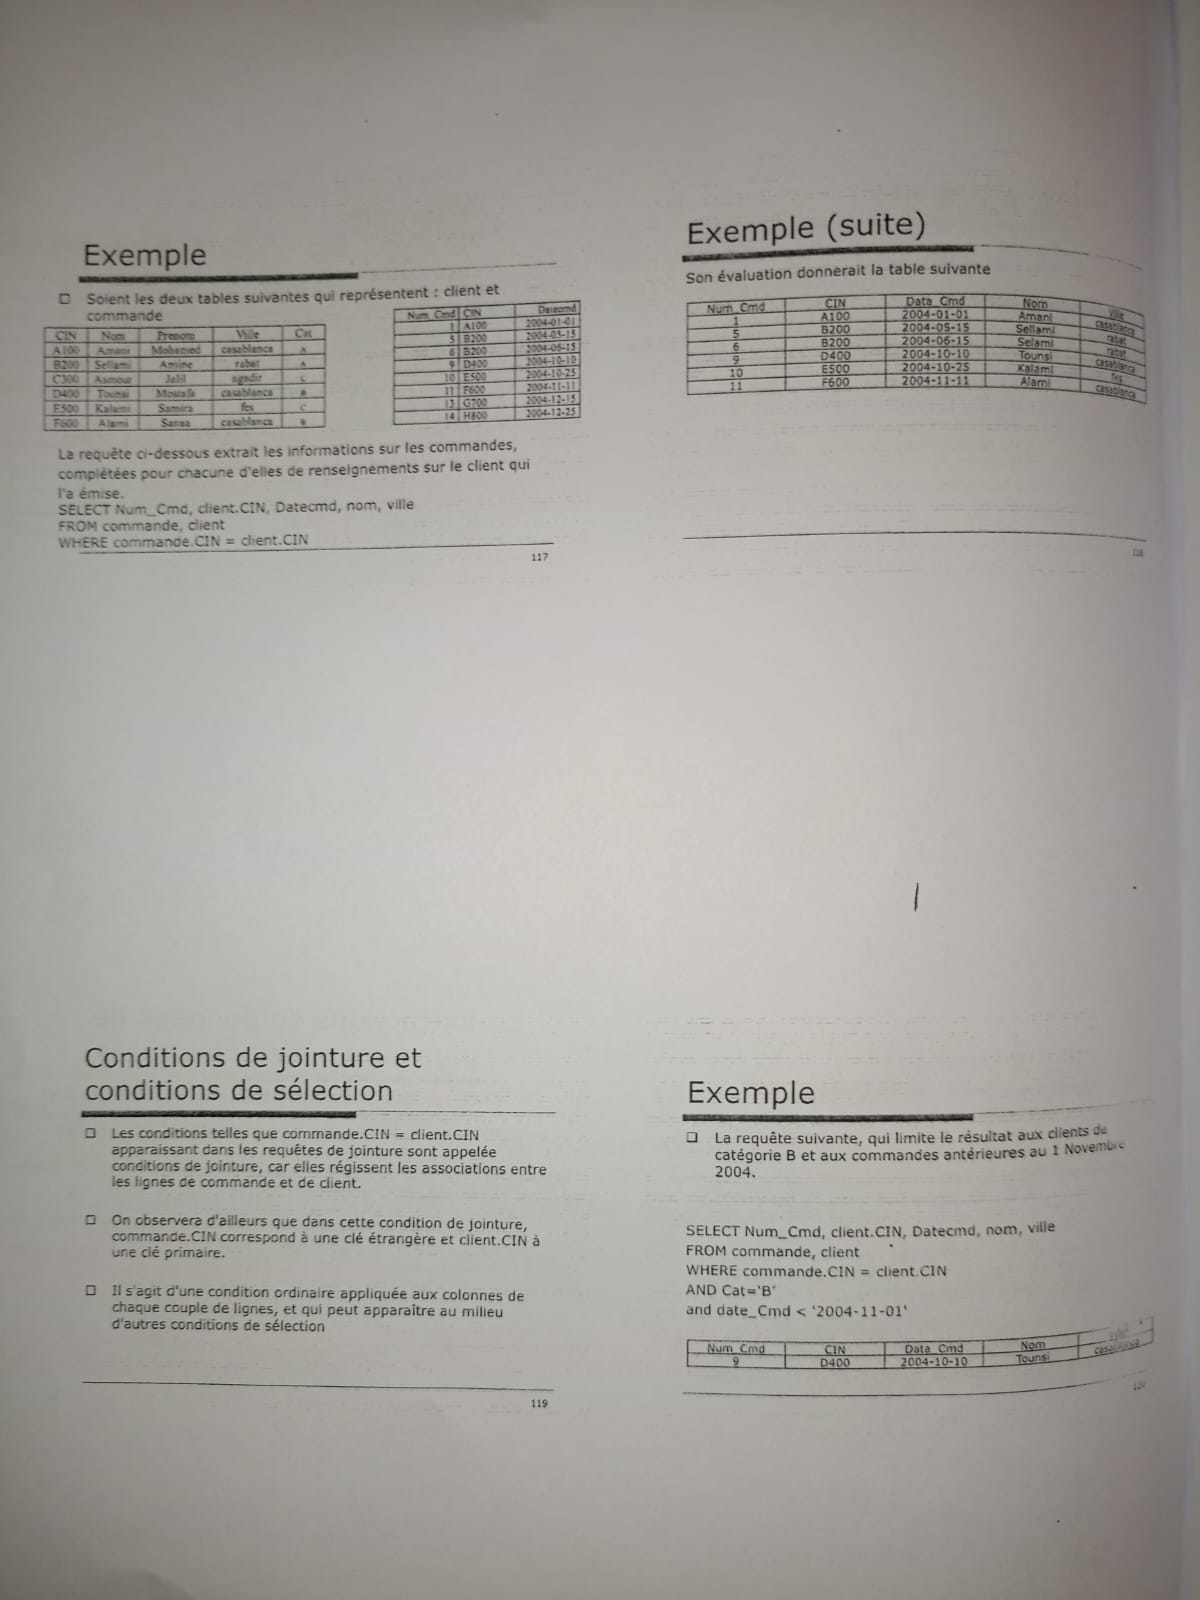 Exemple
☐ Soient les deux tables suivantes qui représentent : client et
commande
CIN Nom Prenom Ville Cat
A100 Amani Mohamed casablanca A
B200 Sellami Amine rabat A
C300 Asmour Jalil agadir C
D400 Tounsi Mostafa casablanca B
E500 Kalami Samira fes C
F600 Alami Sanaa casablanca B
Num_Cmd CIN Datecmd
1 A100 2004-01-01
5 B200 2004-05-15
6 B200 2004-06-15
9 D400 2004-10-10
10 E500 2004-10-25
11 F600 2004-11-11
13 G700 2004-12-15
14 H800 2004-12-25
La requête ci-dessous extrait les informations sur les commandes,
complétées pour chacune d'elles de renseignements sur le client qui
l'a émise.
SELECT Num_Cmd, client.CIN, Datecmd, nom, ville
FROM commande, client
WHERE commande.CIN = client.CIN
117
Exemple (suite)
Son évaluation donnerait la table suivante
Num_Cmd CIN Data_Cmd Nom Ville
1 A100 2004-01-01 Amani casablanca
5 B200 2004-05-15 Sellami rabat
6 B200 2004-06-15 Selami rabat
9 D400 2004-10-10 Tounsi casablanca
10 E500 2004-10-25 Kalami fes
11 F600 2004-11-11 Alami casablanca
118
Conditions de jointure et
conditions de sélection
☐ Les conditions telles que commande.CIN = client.CIN
apparaissant dans les requêtes de jointure sont appelée
conditions de jointure, car elles régissent les associations entre
les lignes de commande et de client.
☐ On observera d'ailleurs que dans cette condition de jointure,
commande.CIN correspond à une clé étrangère et client.CIN à
une clé primaire.
☐ Il s'agit d'une condition ordinaire appliquée aux colonnes de
chaque couple de lignes, et qui peut apparaître au milieu
d'autres conditions de sélection
119
Exemple
☐ La requête suivante, qui limite le résultat aux clients de
catégorie B et aux commandes antérieures au 1 Novembre
2004.
SELECT Num_Cmd, client.CIN, Datecmd, nom, ville
FROM commande, client
WHERE commande.CIN = client.CIN
AND Cat='B'
and date_Cmd < '2004-11-01'
Num_Cmd CIN Data_Cmd Nom
9 D400 2004-10-10 Tounsi casablanca